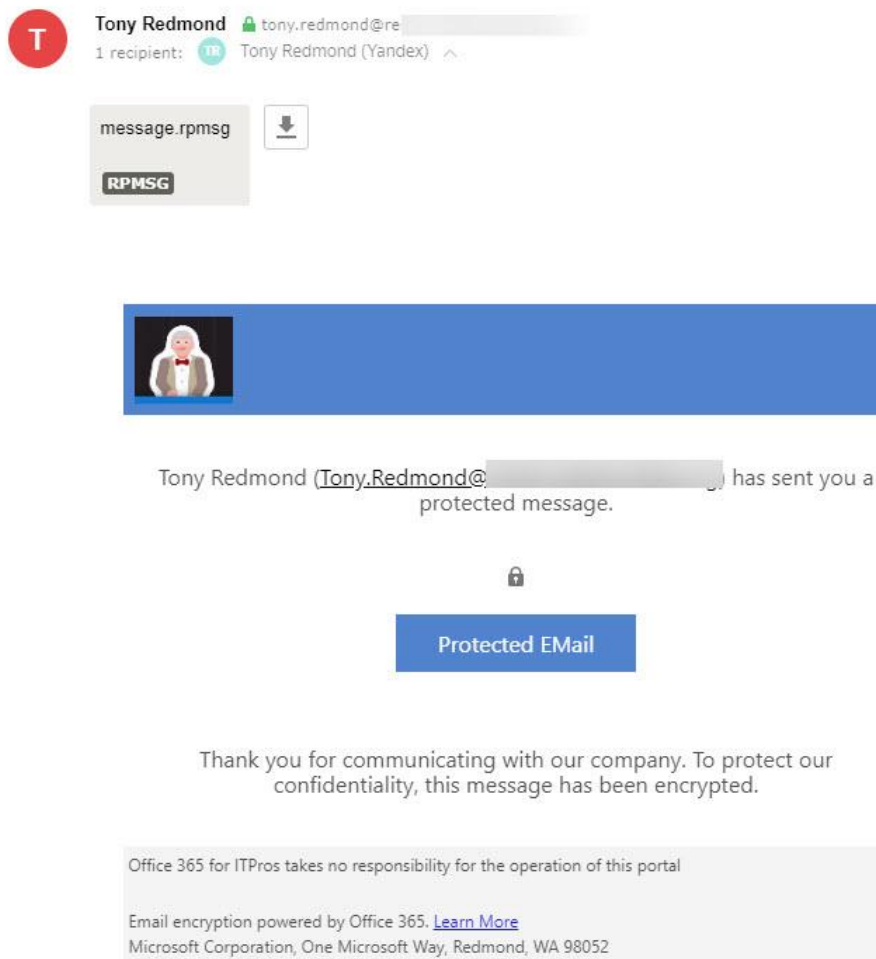 T
Tony Redmond tony.redmond@re
1 recipient: TR Tony Redmond (Yandex)
message.rpmsg
RPMSG
Tony Redmond (Tony.Redmond@ ) has sent you a
protected message.
Protected EMail
Thank you for communicating with our company. To protect our
confidentiality, this message has been encrypted.
Office 365 for ITPros takes no responsibility for the operation of this portal
Email encryption powered by Office 365. Learn More
Microsoft Corporation, One Microsoft Way, Redmond, WA 98052